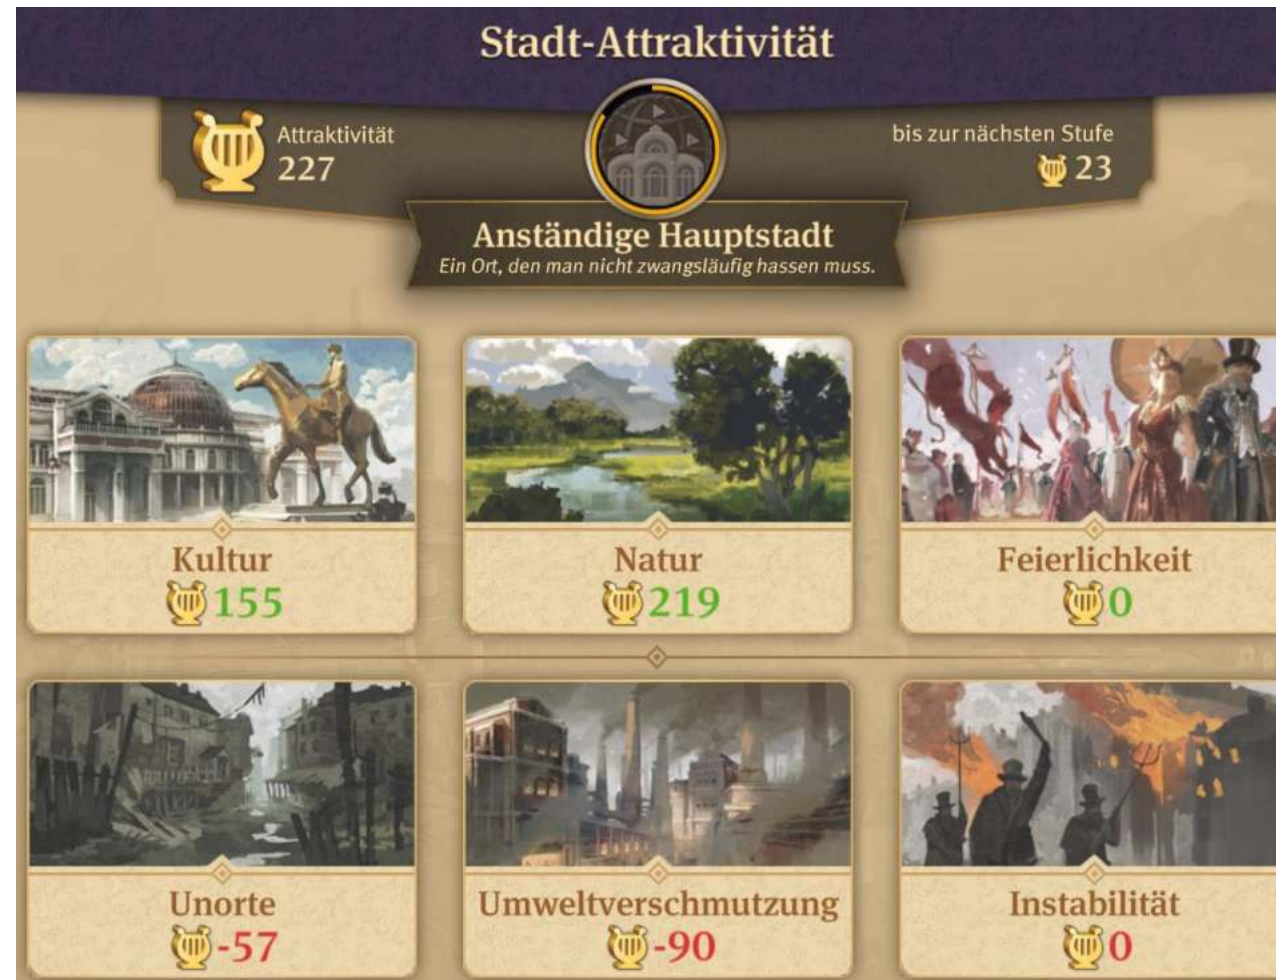 Stadt-Attraktivität
Attraktivität
227
bis zur nächsten Stufe
23
Anständige Hauptstadt
Ein Ort, den man nicht zwangsläufig hassen muss.
Kultur
155
Natur
219
Feierlichkeit
0
Unorte
-57
Umweltverschmutzung
-90
Instabilität
0